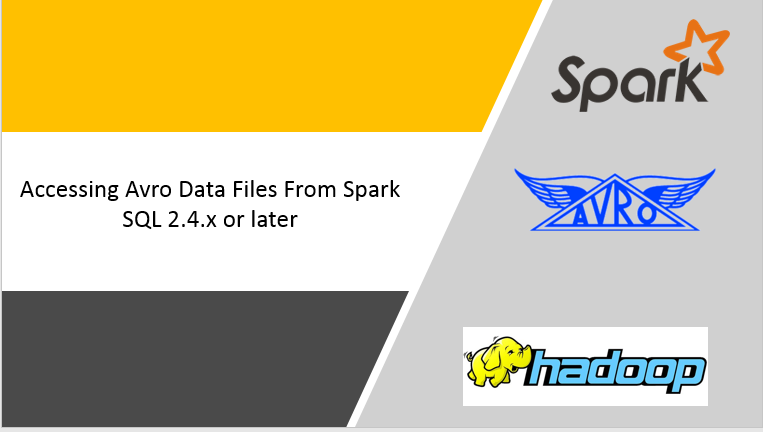 Spark
Accessing Avro Data Files From Spark
SQL 2.4.x or later
AVRO
hadoop